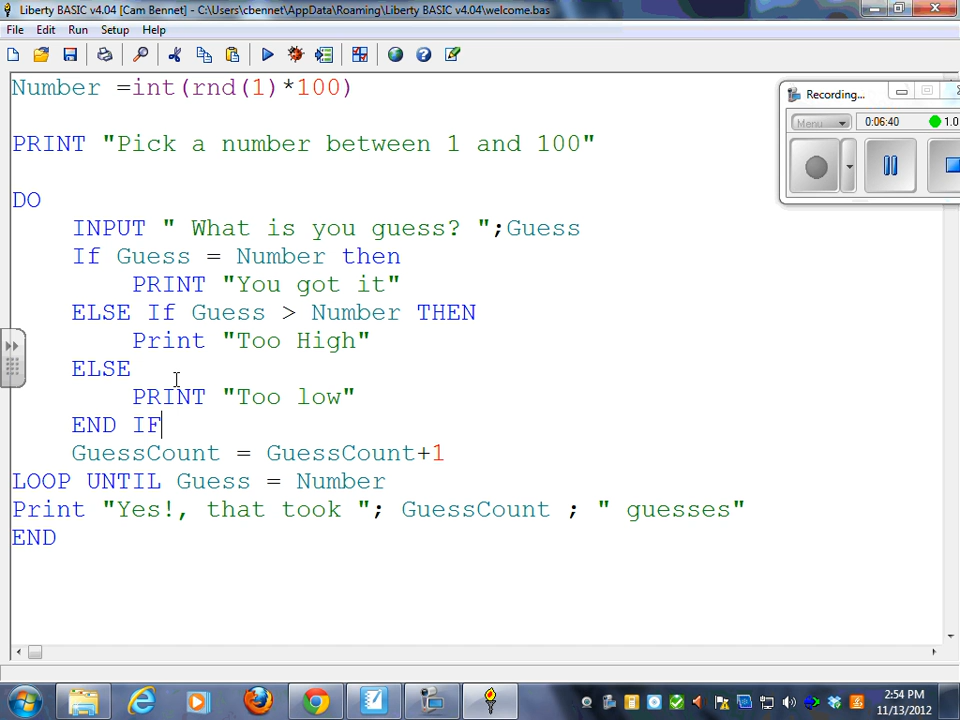 Liberty BASIC v4.04 [Cam Bennet] - C:\Users\cbennet\AppData\Roaming\Liberty BASIC v4.04\welcome.bas
File Edit Run Setup Help
Number =int(rnd(1)*100)
Recording...
Menu 0:06:40 1.0
PRINT "Pick a number between 1 and 100"
DO
INPUT " What is you guess? ";Guess
If Guess = Number then
PRINT "You got it"
ELSE If Guess > Number THEN
Print "Too High"
ELSE
PRINT "Too low"
END IF
GuessCount = GuessCount+1
LOOP UNTIL Guess = Number
Print "Yes!, that took "; GuessCount ; " guesses"
END
2:54 PM
11/13/2012